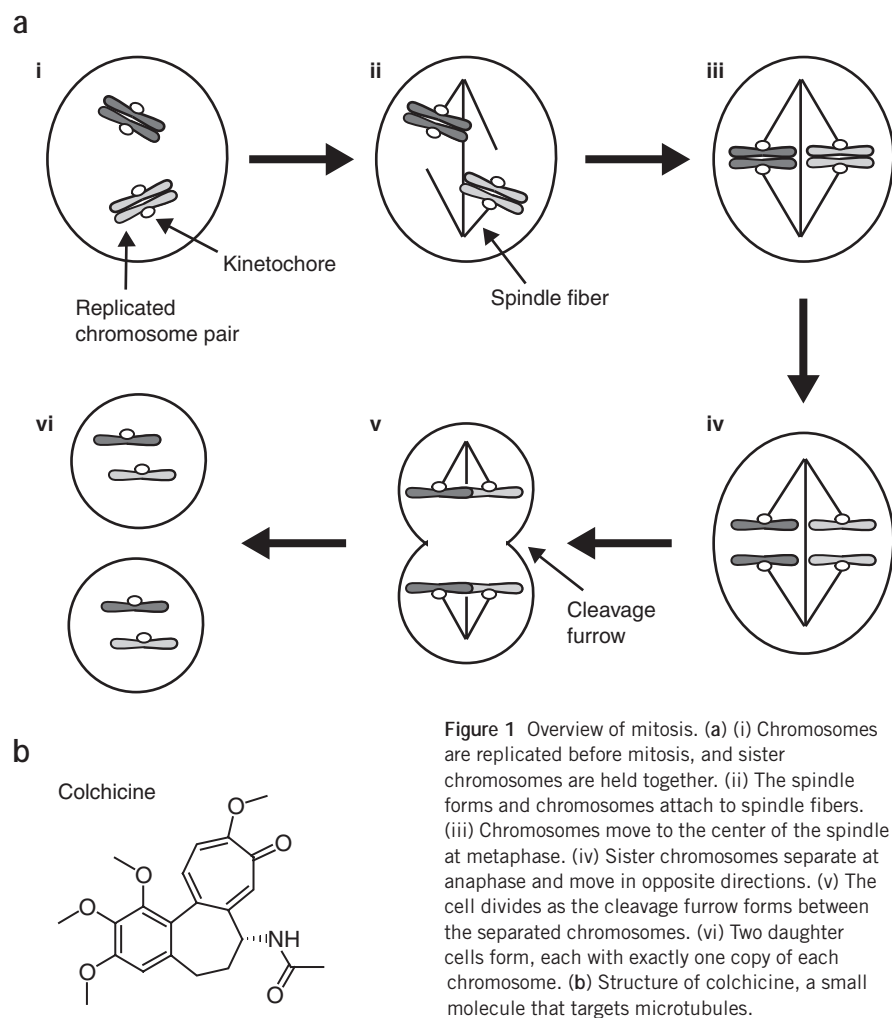 a
i
ii
iii
Kinetochore
Replicated
chromosome pair
Spindle fiber
vi
v
iv
Cleavage
furrow
b
Colchicine
O
O
O
O
O
NH
O
Figure 1 Overview of mitosis. (a) (i) Chromosomes
are replicated before mitosis, and sister
chromosomes are held together. (ii) The spindle
forms and chromosomes attach to spindle fibers.
(iii) Chromosomes move to the center of the spindle
at metaphase. (iv) Sister chromosomes separate at
anaphase and move in opposite directions. (v) The
cell divides as the cleavage furrow forms between
the separated chromosomes. (vi) Two daughter
cells form, each with exactly one copy of each
chromosome. (b) Structure of colchicine, a small
molecule that targets microtubules.